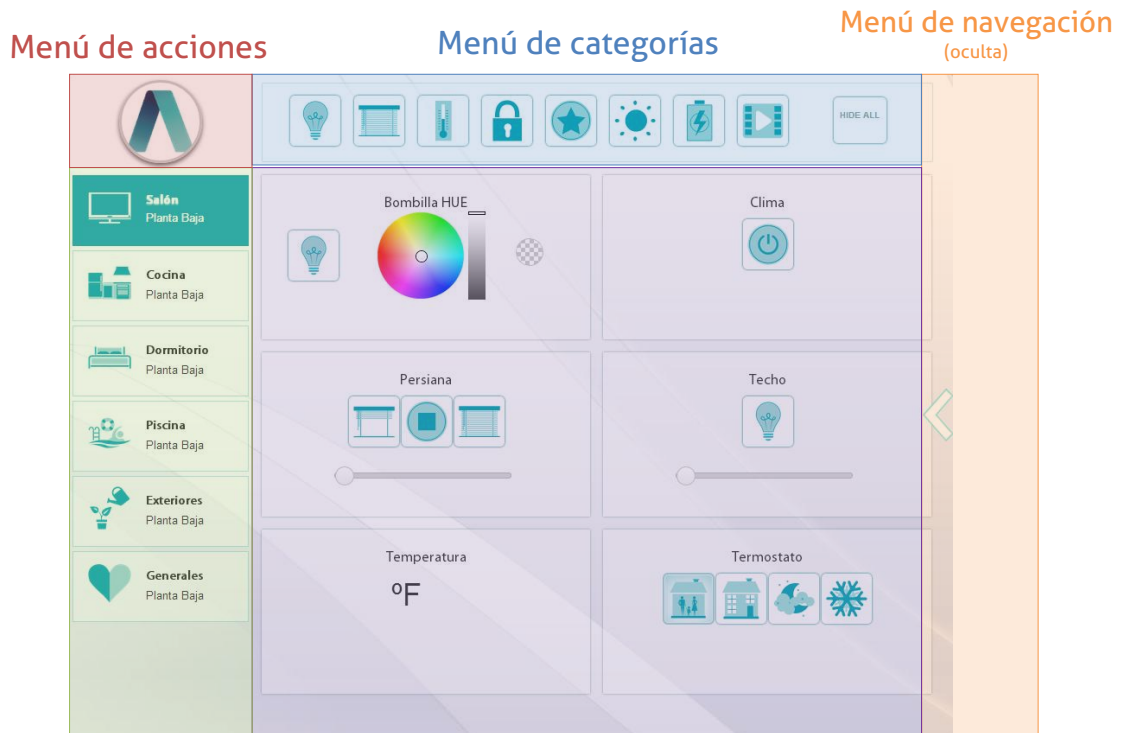 Menú de acciones
Menú de categorías
Menú de navegación
(oculta)
HIDE ALL
Salón
Planta Baja
Cocina
Planta Baja
Dormitorio
Planta Baja
Piscina
Planta Baja
Exteriores
Planta Baja
Generales
Planta Baja
Bombilla HUE
Clima
Persiana
Techo
Temperatura
ºF
Termostato